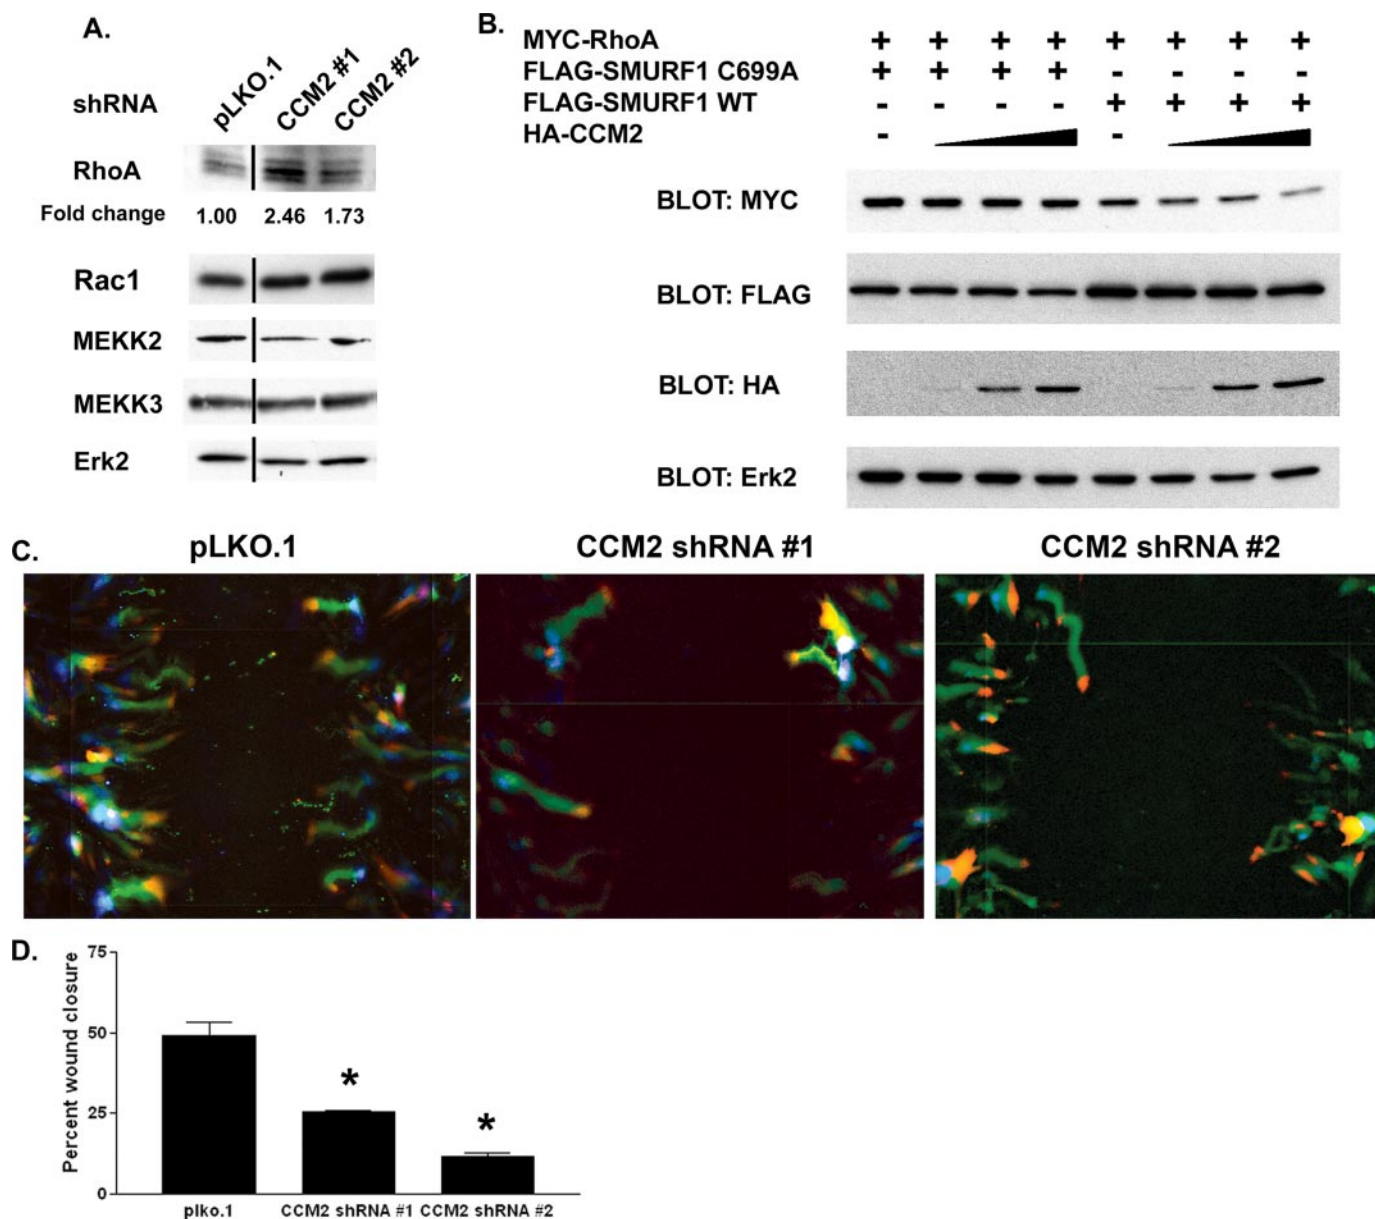 A.
shRNA
pLKO.1
CCM2 #1
CCM2 #2
RhoA
Fold change 1.00 2.46 1.73
Rac1
MEKK2
MEKK3
Erk2
B.
MYC-RhoA + + + + + + + +
FLAG-SMURF1 C699A + + + + - - - -
FLAG-SMURF1 WT - - - - + + + +
HA-CCM2 - -
BLOT: MYC
BLOT: FLAG
BLOT: HA
BLOT: Erk2
C.
pLKO.1 CCM2 shRNA #1 CCM2 shRNA #2
D.
Percent wound closure
75
50
25
0
* *
plko.1 CCM2 shRNA #1 CCM2 shRNA #2